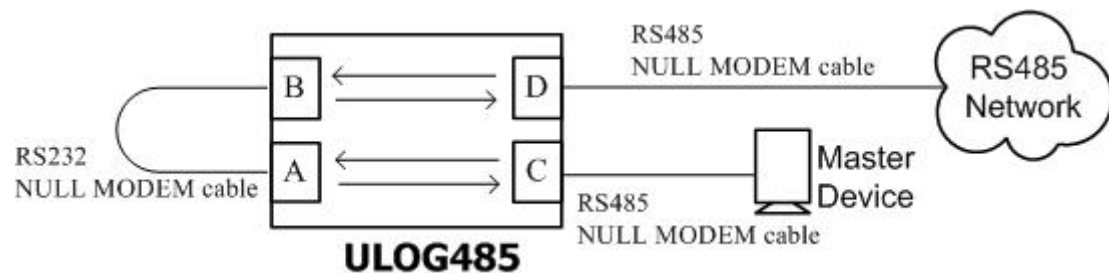 RS232
NULL MODEM cable
B
A
D
C
ULOG485
RS485
NULL MODEM cable
RS485
NULL MODEM cable
Master
Device
RS485
Network